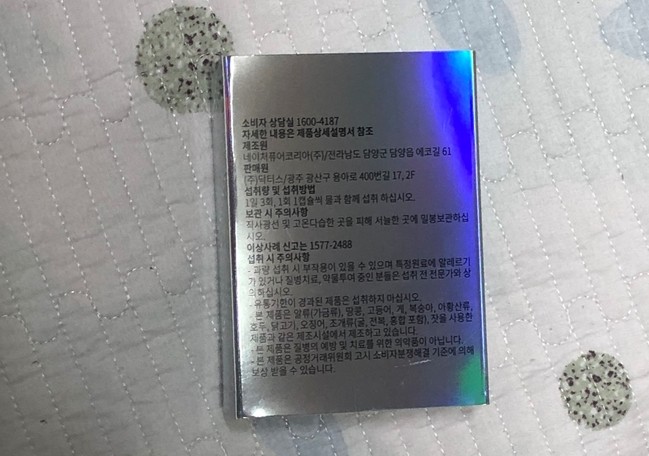 소비자 상담실 1600-4187
자세한 내용은 제품상세설명서 참조
제조원
네이처퓨어코리아(주)/전라남도 담양군 담양읍 에코길 61
판매원
(주)닥터스/광주 광산구 용아로 400번길 17, 2F
섭취량 및 섭취방법
1일 3회, 1회 1캡슐씩 물과 함께 섭취 하십시오.
보관 시 주의사항
직사광선 및 고온다습한 곳을 피해 서늘한 곳에 밀봉보관하십
시오.
이상사례 신고는 1577-2488
섭취 시 주의사항
- 과량 섭취 시 부작용이 있을 수 있으며 특정원료에 알레르기
가 있거나 질병치료, 약물투여 중인 분들은 섭취 전 전문가와 상
의하십시오.
- 유통기한이 경과된 제품은 섭취하지 마십시오.
- 본 제품은 알류(가금류), 땅콩, 고등어, 게, 복숭아, 아황산류,
호두, 닭고기, 오징어, 조개류(굴, 전복, 홍합 포함), 잣을 사용한
제품과 같은 제조시설에서 제조하고 있습니다.
- 본 제품은 질병의 예방 및 치료를 위한 의약품이 아닙니다.
- 본 제품은 공정거래위원회 고시 소비자분쟁해결 기준에 의해
보상 받을 수 있습니다.